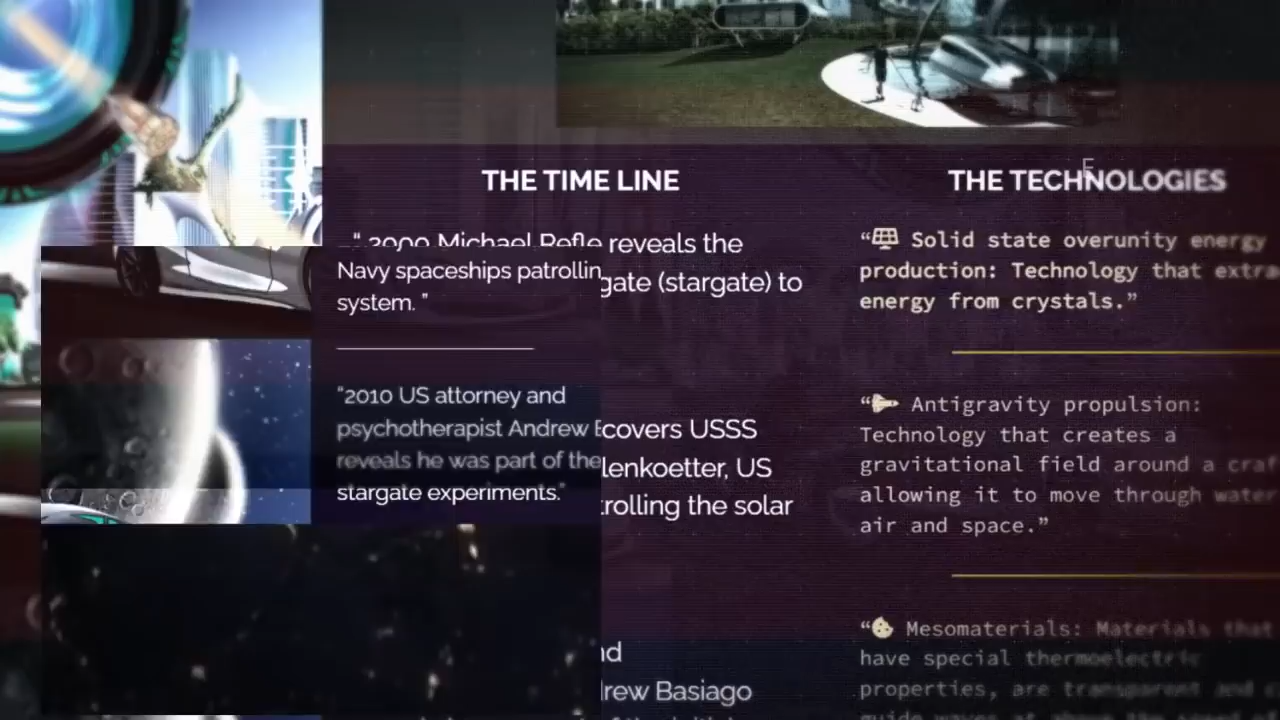 THE TIME LINE
“ 2000 Michael Relfe reveals the
Navy spaceships patrollin
gate (stargate) to
system. ”
“2010 US attorney and
psychotherapist Andrew
reveals he was part of the
stargate experiments.”
covers USSS
lenkoetter, US
trolling the solar
nd
drew Basiago
THE TECHNOLOGIES
“ Solid state overunity energy
production: Technology that extra
energy from crystals.”
“ Antigravity propulsion:
Technology that creates a
gravitational field around a craf
allowing it to move through water
air and space.”
“ Mesomaterials: Materials that
have special thermoelectric
properties, are transparent and
guide waves at